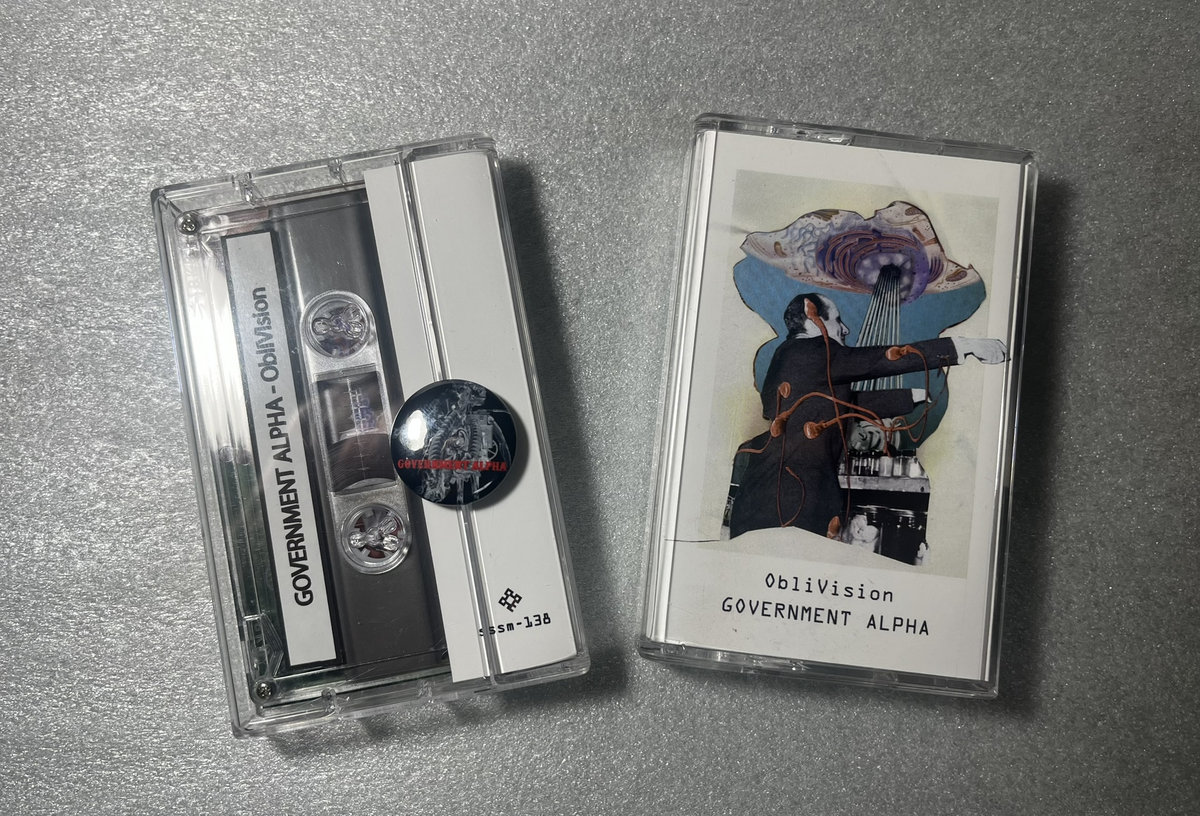 GOVERNMENT ALPHA - ObliVision
GOVERNMENT ALPHA
sssm-138
ObliVision
GOVERNMENT ALPHA